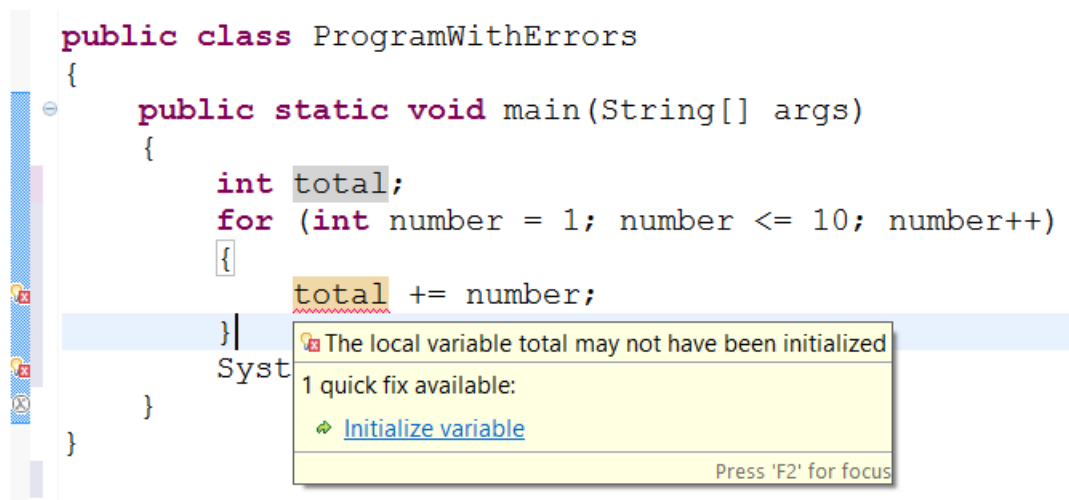 public class ProgramWithErrors
{
public static void main(String[] args)
{
int total;
for (int number = 1; number <= 10; number++)
{
total += number;
}
The local variable total may not have been initialized
Syst
1 quick fix available:
}
Initialize variable
}
Press 'F2' for focus